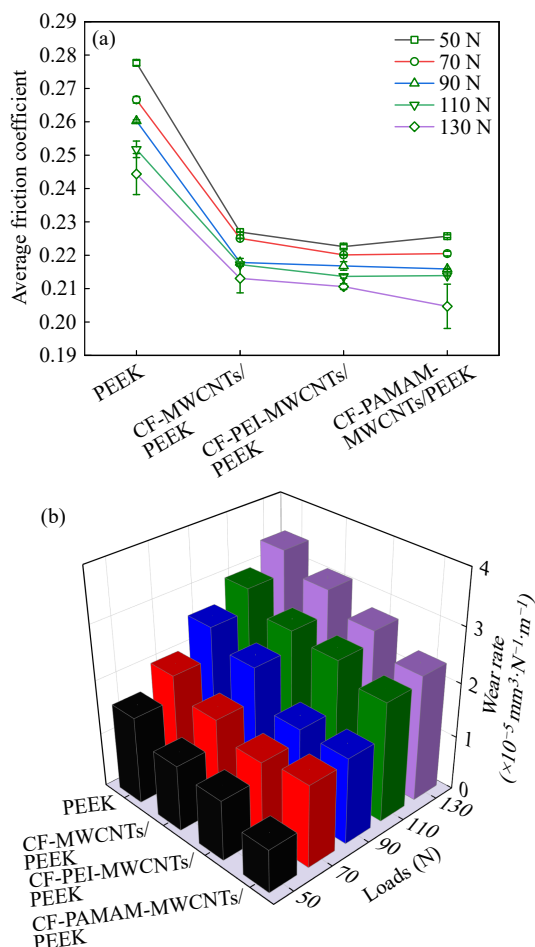 (a)
50 N
70 N
90 N
110 N
130 N
Average friction coefficient
0.29
0.28
0.27
0.26
0.25
0.24
0.23
0.22
0.21
0.20
0.19
PEEK
CF-MWCNTs/
PEEK
CF-PEI-MWCNTs/
PEEK
CF-PAMAM-
MWCNTs/PEEK
(b)
4
3
2
1
0
Wear rate
(×10⁻⁵ mm³·N⁻¹·m⁻¹)
PEEK
CF-MWCNTs/
PEEK
CF-PEI-MWCNTs/
PEEK
CF-PAMAM-MWCNTs/
PEEK
50
70
90
110
130
Loads (N)